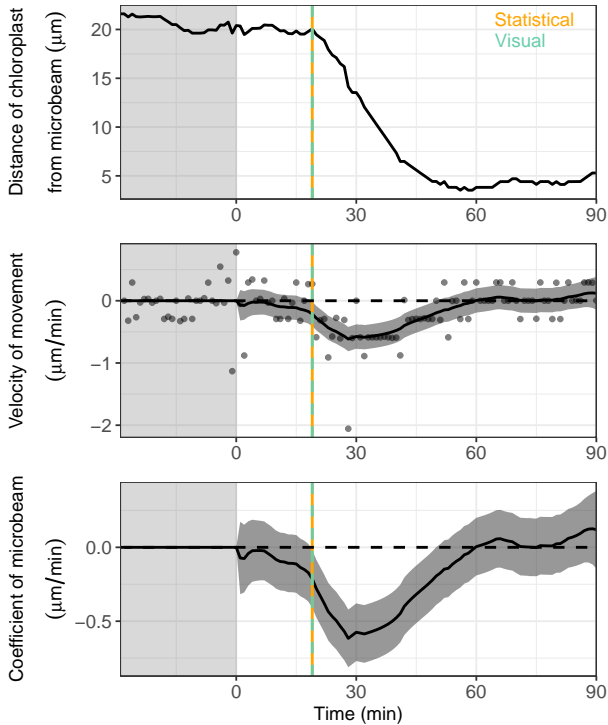 Distance of chloroplast
from microbeam (μm)
20
15
10
5
Statistical
Visual
0
30
60
90
Velocity of movement
(μm/min)
0
−1
−2
0
30
60
90
Coefficient of microbeam
(μm/min)
0.0
−0.5
0
30
60
90
Time (min)